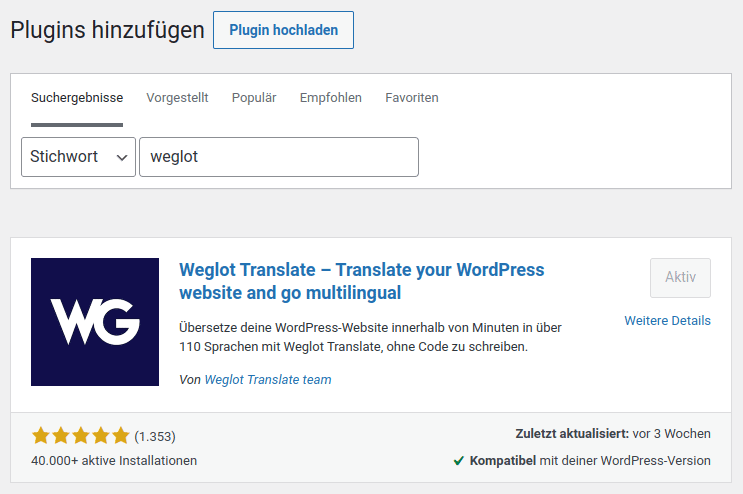 Plugins hinzufügen Plugin hochladen
Suchergebnisse Vorgestellt Populär Empfohlen Favoriten
Stichwort weglot
WG
Weglot Translate – Translate your WordPress
website and go multilingual
Aktiv
Weitere Details
Übersetze deine WordPress-Website innerhalb von Minuten in über
110 Sprachen mit Weglot Translate, ohne Code zu schreiben.
Von Weglot Translate team
(1.353)
40.000+ aktive Installationen
Zuletzt aktualisiert: vor 3 Wochen
Kompatibel mit deiner WordPress-Version